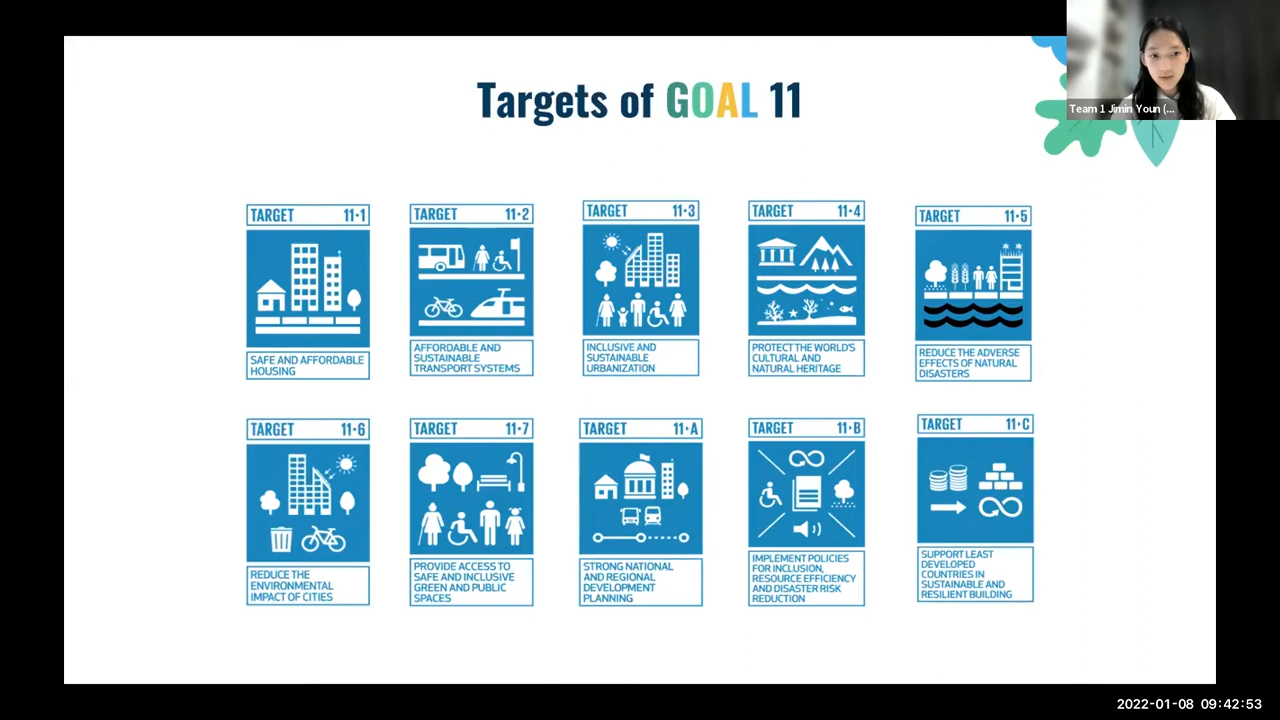 Targets of GOAL 11
Team 1 Jimin Youn (...
TARGET 11·1
SAFE AND AFFORDABLE
HOUSING
TARGET 11·2
AFFORDABLE AND
SUSTAINABLE
TRANSPORT SYSTEMS
TARGET 11·3
INCLUSIVE AND
SUSTAINABLE
URBANIZATION
TARGET 11·4
PROTECT THE WORLD'S
CULTURAL AND
NATURAL HERITAGE
TARGET 11·5
REDUCE THE ADVERSE
EFFECTS OF NATURAL
DISASTERS
TARGET 11·6
REDUCE THE
ENVIRONMENTAL
IMPACT OF CITIES
TARGET 11·7
PROVIDE ACCESS TO
SAFE AND INCLUSIVE
GREEN AND PUBLIC
SPACES
TARGET 11·A
STRONG NATIONAL
AND REGIONAL
DEVELOPMENT
PLANNING
TARGET 11·B
IMPLEMENT POLICIES
FOR INCLUSION,
RESOURCE EFFICIENCY
AND DISASTER RISK
REDUCTION
TARGET 11·C
SUPPORT LEAST
DEVELOPED
COUNTRIES IN
SUSTAINABLE AND
RESILIENT BUILDING
2022-01-08 09:42:53